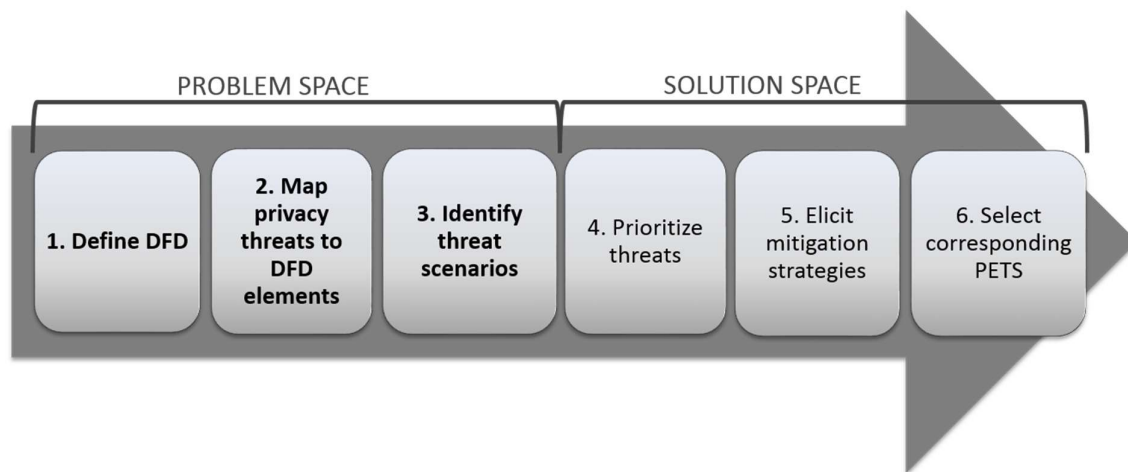 PROBLEM SPACE
SOLUTION SPACE
1. Define DFD
2. Map
privacy
threats to
DFD
elements
3. Identify
threat
scenarios
4. Prioritize
threats
5. Elicit
mitigation
strategies
6. Select
corresponding
PETS